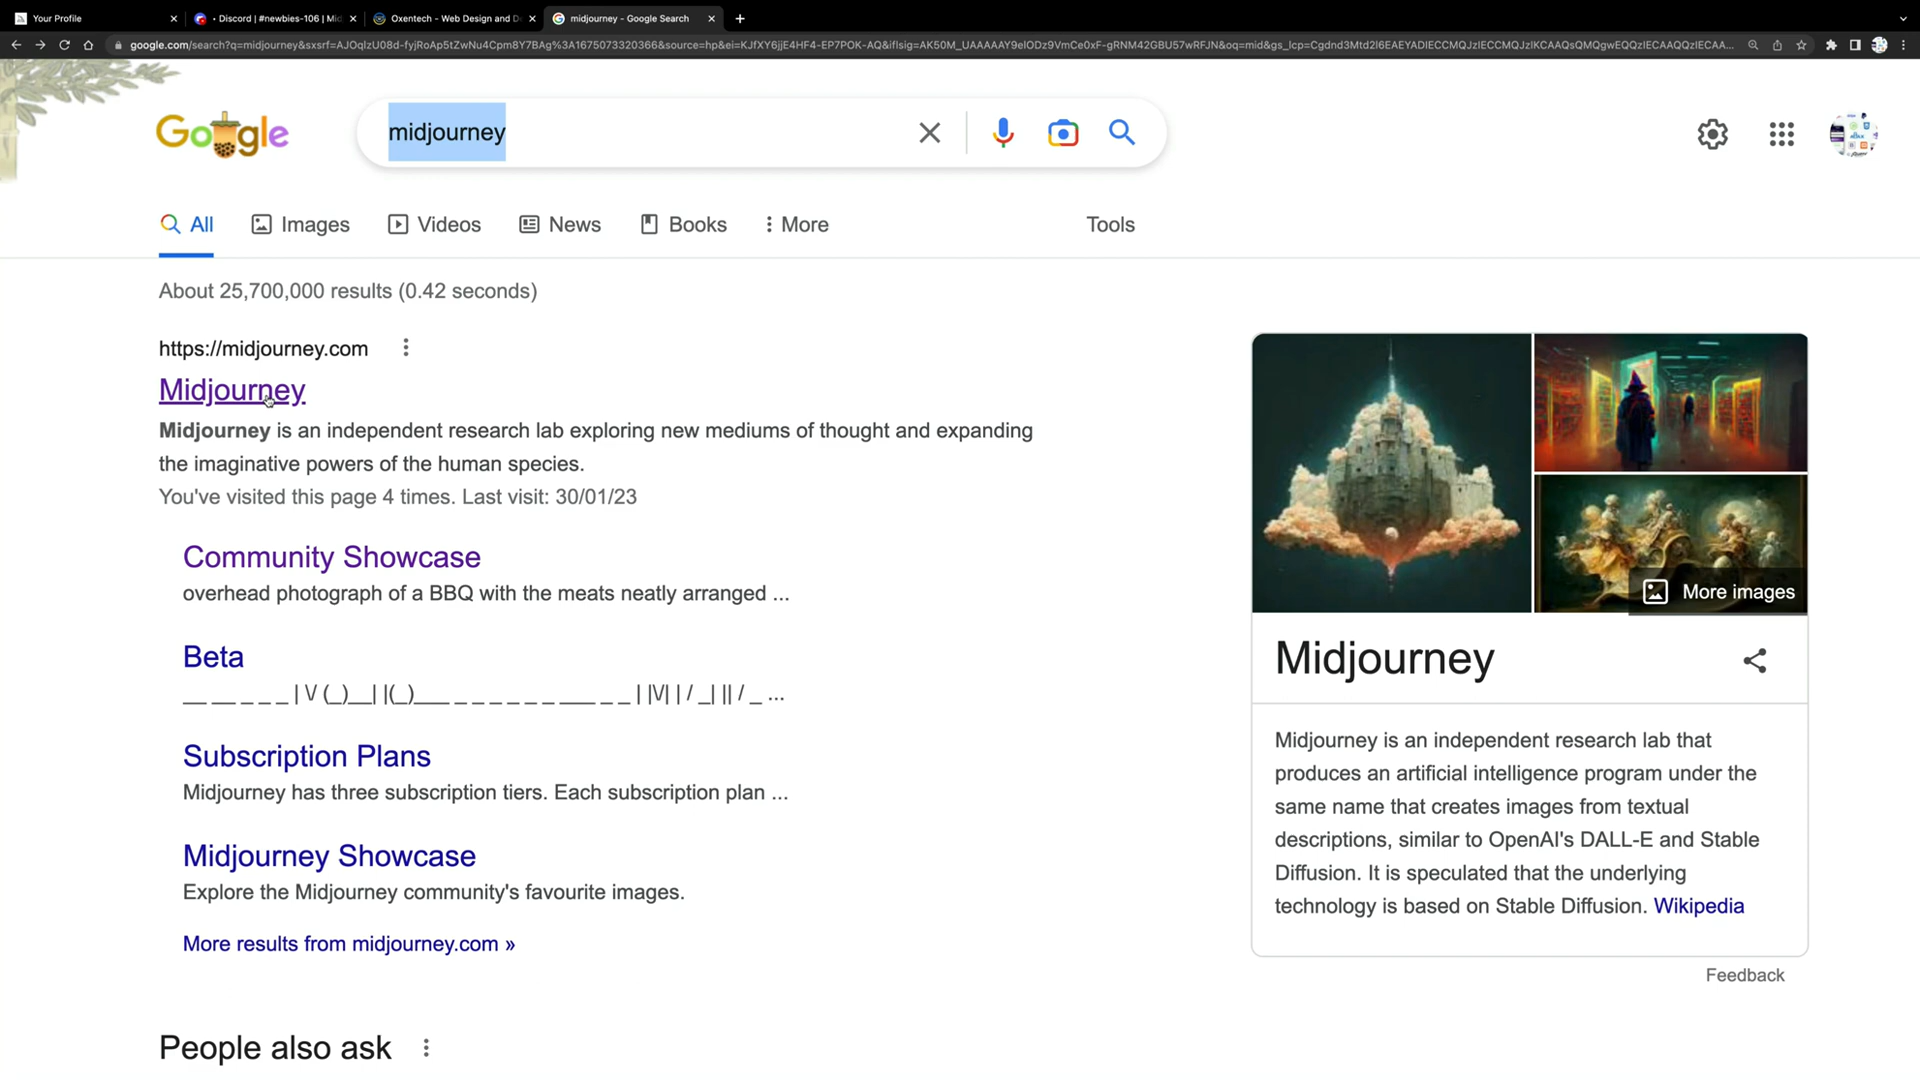 Your Profile
• Discord | #newbies-106 | Mid
Oxentech - Web Design and D
midjourney - Google Search
Google
midjourney
All
Images
Videos
News
Books
More
Tools
About 25,700,000 results (0.42 seconds)
https://midjourney.com
Midjourney
Midjourney is an independent research lab exploring new mediums of thought and expanding
the imaginative powers of the human species.
You've visited this page 4 times. Last visit: 30/01/23
Community Showcase
overhead photograph of a BBQ with the meats neatly arranged ...
Beta
__ __ _ _ _ | \/ (_)__| |(_)___ _ _ _ _ _ _ ___ _ _ | |\/| | / _| || / _ ...
Subscription Plans
Midjourney has three subscription tiers. Each subscription plan ...
Midjourney Showcase
Explore the Midjourney community's favourite images.
More results from midjourney.com »
People also ask
More images
Midjourney
Midjourney is an independent research lab that
produces an artificial intelligence program under the
same name that creates images from textual
descriptions, similar to OpenAI's DALL-E and Stable
Diffusion. It is speculated that the underlying
technology is based on Stable Diffusion. Wikipedia
Feedback